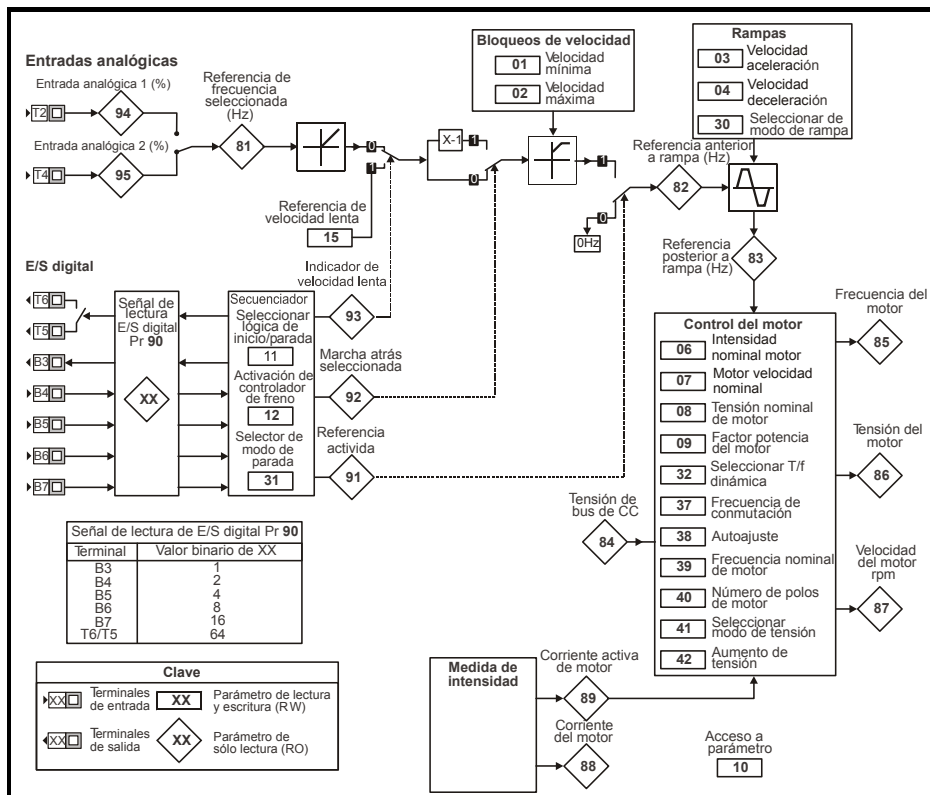 Entradas analógicas
Entrada analógica 1 (%)
T2
94
Entrada analógica 2 (%)
T4
95
Referencia de
frecuencia
seleccionada
(Hz)
81
0
1
Referencia de
velocidad lenta
15
X-1
1
0
Bloqueos de velocidad
01
Velocidad
mínima
02
Velocidad
máxima
1
0
0Hz
Referencia anterior
a rampa (Hz)
82
Rampas
03
Velocidad
aceleración
04
Velocidad
deceleración
30
Seleccionar de
modo de rampa
Referencia
posterior a
rampa (Hz)
83
E/S digital
T6
T5
B3
B4
B5
B6
B7
Señal de
lectura
E/S digital
Pr 90
XX
Secuenciador
Seleccionar
lógica de
inicio/parada
11
Activación de
controlador
de freno
12
Selector de
modo de
parada
31
Indicador de
velocidad lenta
93
Marcha atrás
seleccionada
92
Referencia
activida
91
Tensión de
bus de CC
84
Control del motor
06
Intensidad
nominal motor
07
Motor velocidad
nominal
08
Tensión nominal
de motor
09
Factor potencia
del motor
32
Seleccionar T/f
dinámica
37
Frecuencia de
conmutación
38
Autoajuste
39
Frecuencia nominal
de motor
40
Número de polos
de motor
41
Seleccionar
modo de tensión
42
Aumento de
tensión
Frecuencia del
motor
85
Tensión del
motor
86
Velocidad
del motor
rpm
87
Señal de lectura de E/S digital Pr 90
Terminal Valor binario de XX
B3 1
B4 2
B5 4
B6 8
B7 16
T6/T5 64
Clave
XX
Terminales
de entrada
XX
Parámetro de lectura
y escritura (RW)
XX
Terminales
de salida
XX
Parámetro de
sólo lectura (RO)
Medida de
intensidad
Corriente activa
de motor
89
Corriente
del motor
88
Acceso a
parámetro
10